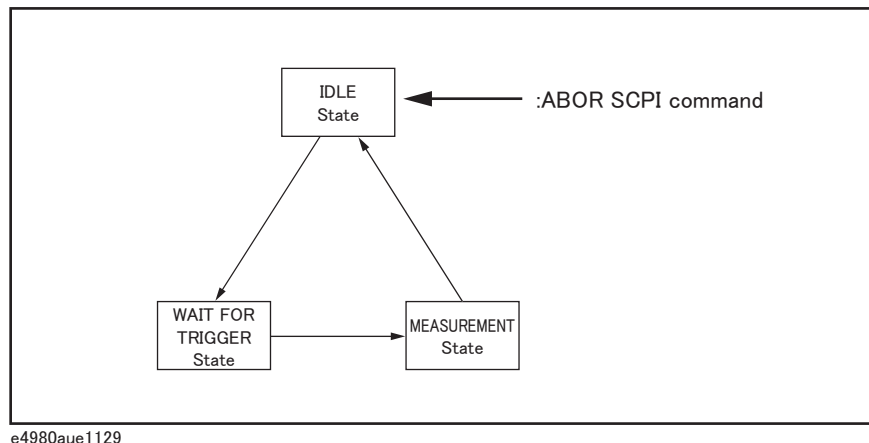 IDLE
State
:ABOR SCPI command
WAIT FOR
TRIGGER
State
MEASUREMENT
State
e4980aue1129